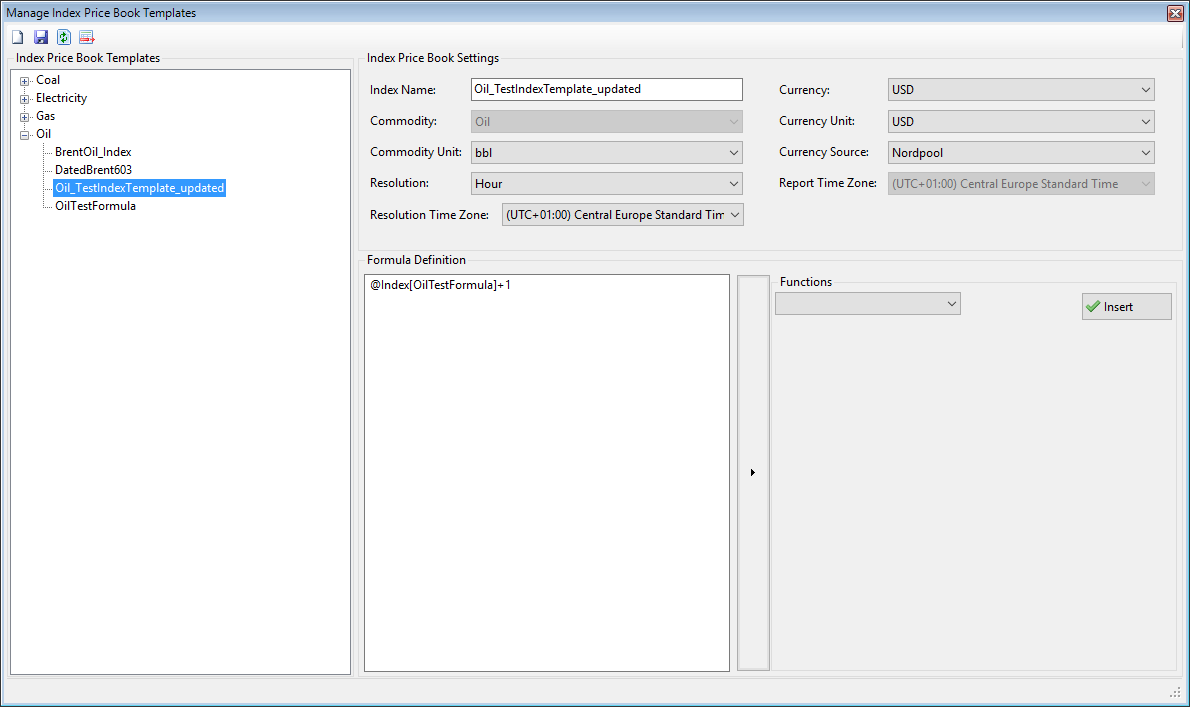 Manage Index Price Book Templates
Index Price Book Templates
Coal
Electricity
Gas
Oil
BrentOil_Index
DatedBrent603
Oil_TestIndexTemplate_updated
OilTestFormula
Index Price Book Settings
Index Name: Oil_TestIndexTemplate_updated
Commodity: Oil
Commodity Unit: bbl
Resolution: Hour
Resolution Time Zone: (UTC+01:00) Central Europe Standard Tim
Currency: USD
Currency Unit: USD
Currency Source: Nordpool
Report Time Zone: (UTC+01:00) Central Europe Standard Time
Formula Definition
@Index[OilTestFormula]+1
Functions
Insert